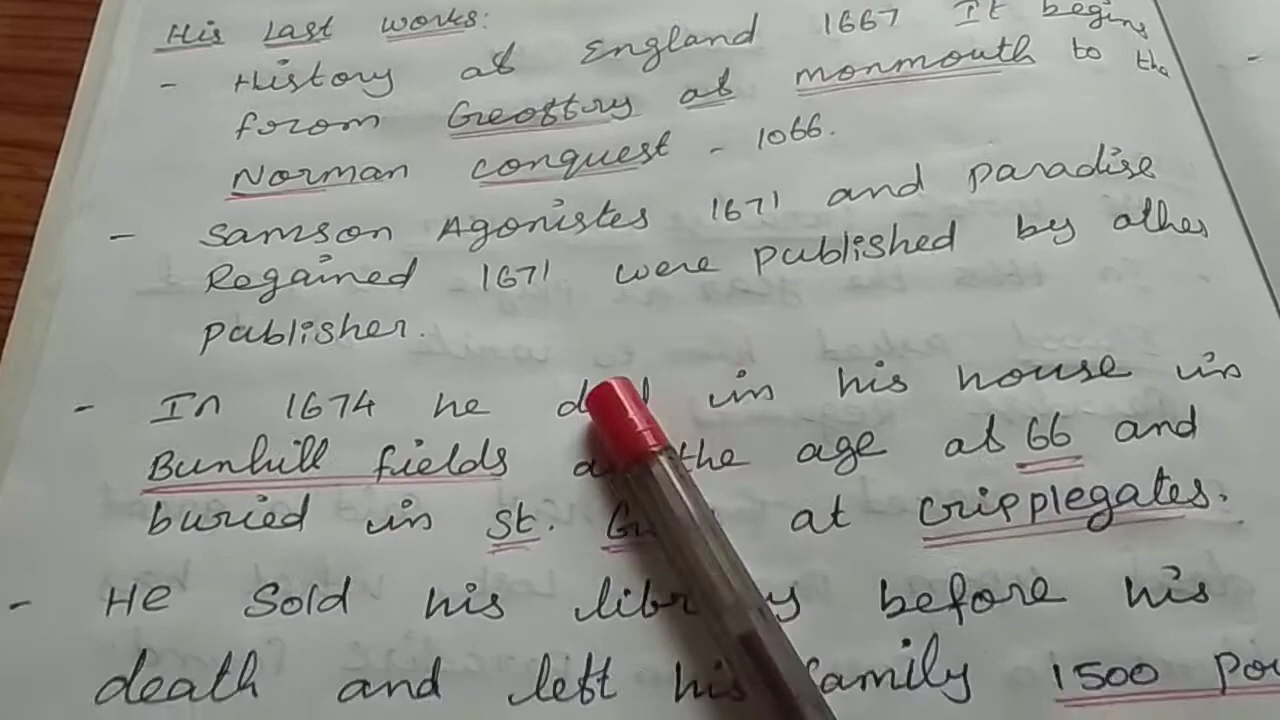 His Last works:
- History of England 1667 It begins
from Geoffry of monmouth to the
Norman conquest - 1066.
- Samson Agonistes 1671 and paradise
Regained 1671 were published by other
publisher.
- In 1674 he in his house in
Bunhill fields the age of 66 and
buried in St. at cripplegates.
- He Sold his before his
death and left his family 1500